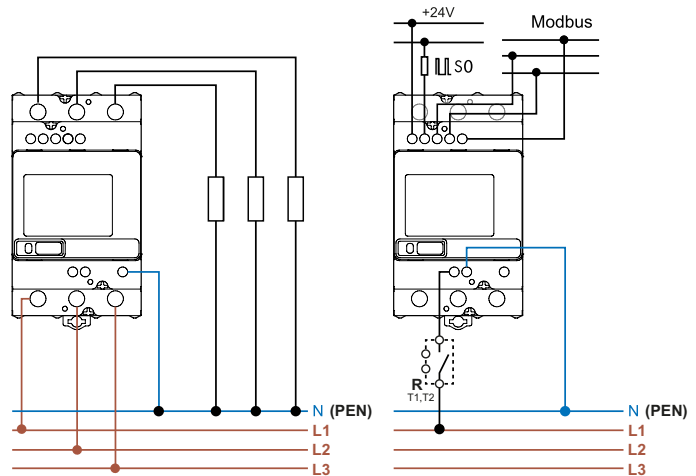 +24V
Modbus
S0
N (PEN)
L1
L2
L3
R
T1,T2
N (PEN)
L1
L2
L3